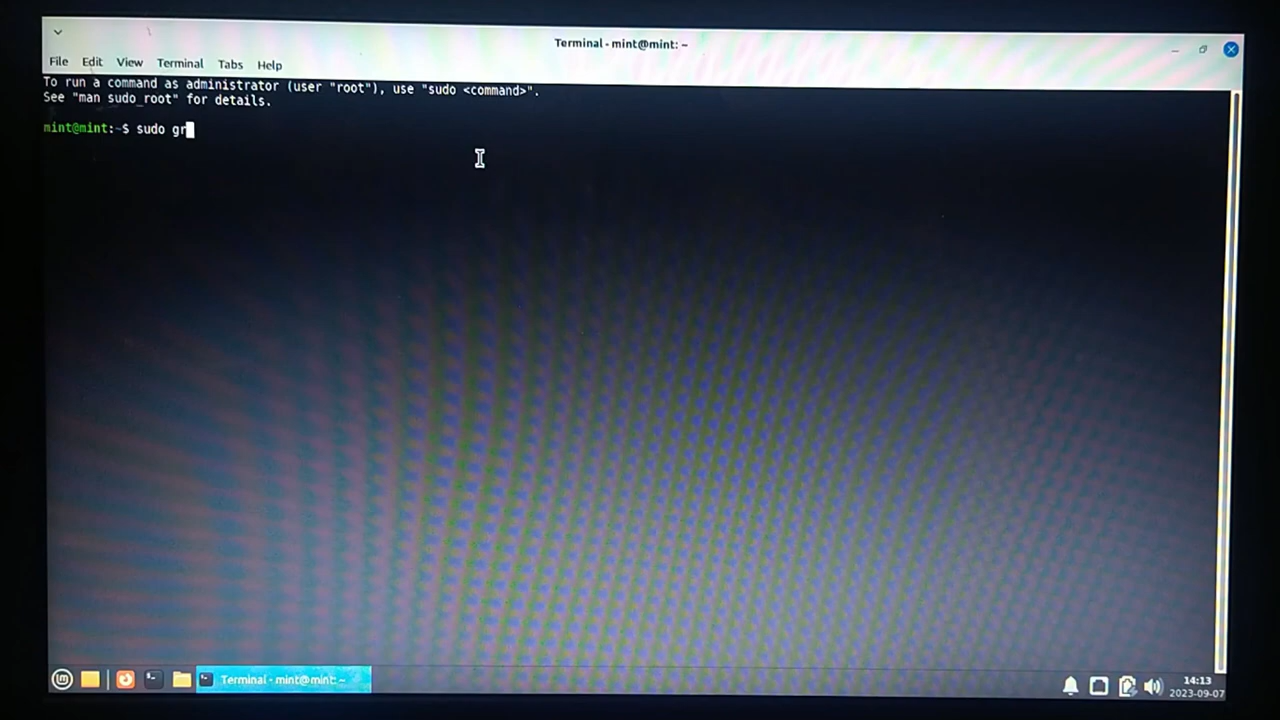 Terminal - mint@mint: ~
File Edit View Terminal Tabs Help
To run a command as administrator (user "root"), use "sudo <command>".
See "man sudo_root" for details.
mint@mint:~$ sudo gr
Terminal - mint@mint: ~
14:13
2023-09-07